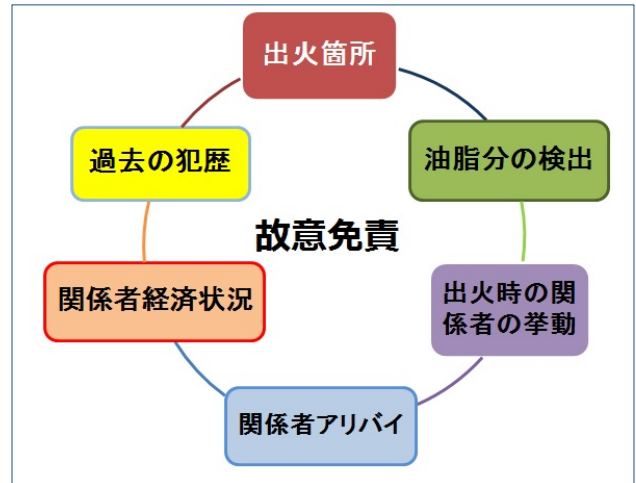 出火箇所
過去の犯歴
油脂分の検出
故意免責
関係者経済状況
出火時の関
係者の挙動
関係者アリバイ